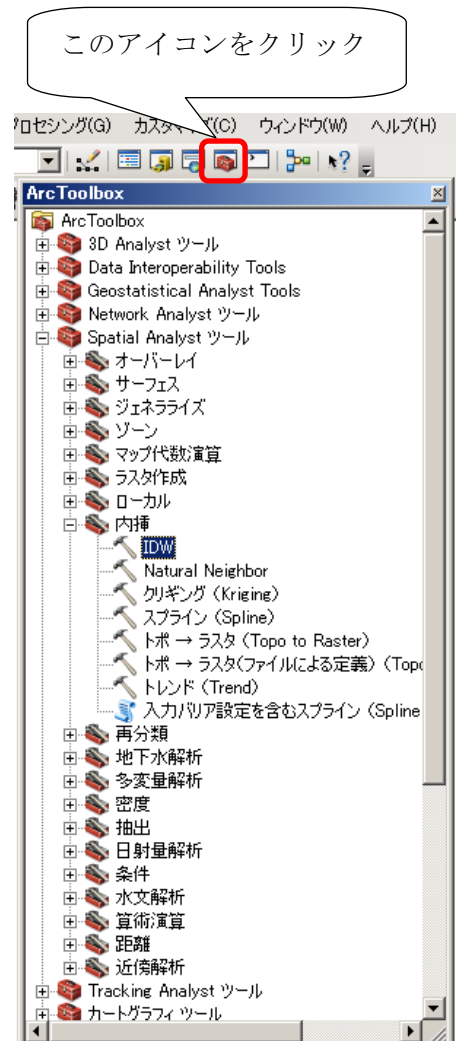 このアイコンをクリック
プロセシング(G) カスタマイズ(C) ウィンドウ(W) ヘルプ(H)
ArcToolbox
ArcToolbox
3D Analyst ツール
Data Interoperability Tools
Geostatistical Analyst Tools
Network Analyst ツール
Spatial Analyst ツール
オーバーレイ
サーフェス
ジェネライズ
ゾーン
マップ代数演算
ラスタ作成
ローカル
内挿
IDW
Natural Neighbor
クリギング (Kriging)
スプライン (Spline)
トポ → ラスタ (Topo to Raster)
トポ → ラスタ(ファイルによる定義) (Topo
トレンド (Trend)
入力バリア設定を含むスプライン (Spline
再分類
地下水解析
多変量解析
密度
抽出
日射量解析
条件
水文解析
算術演算
距離
近傍解析
Tracking Analyst ツール
カートグラフィ ツール